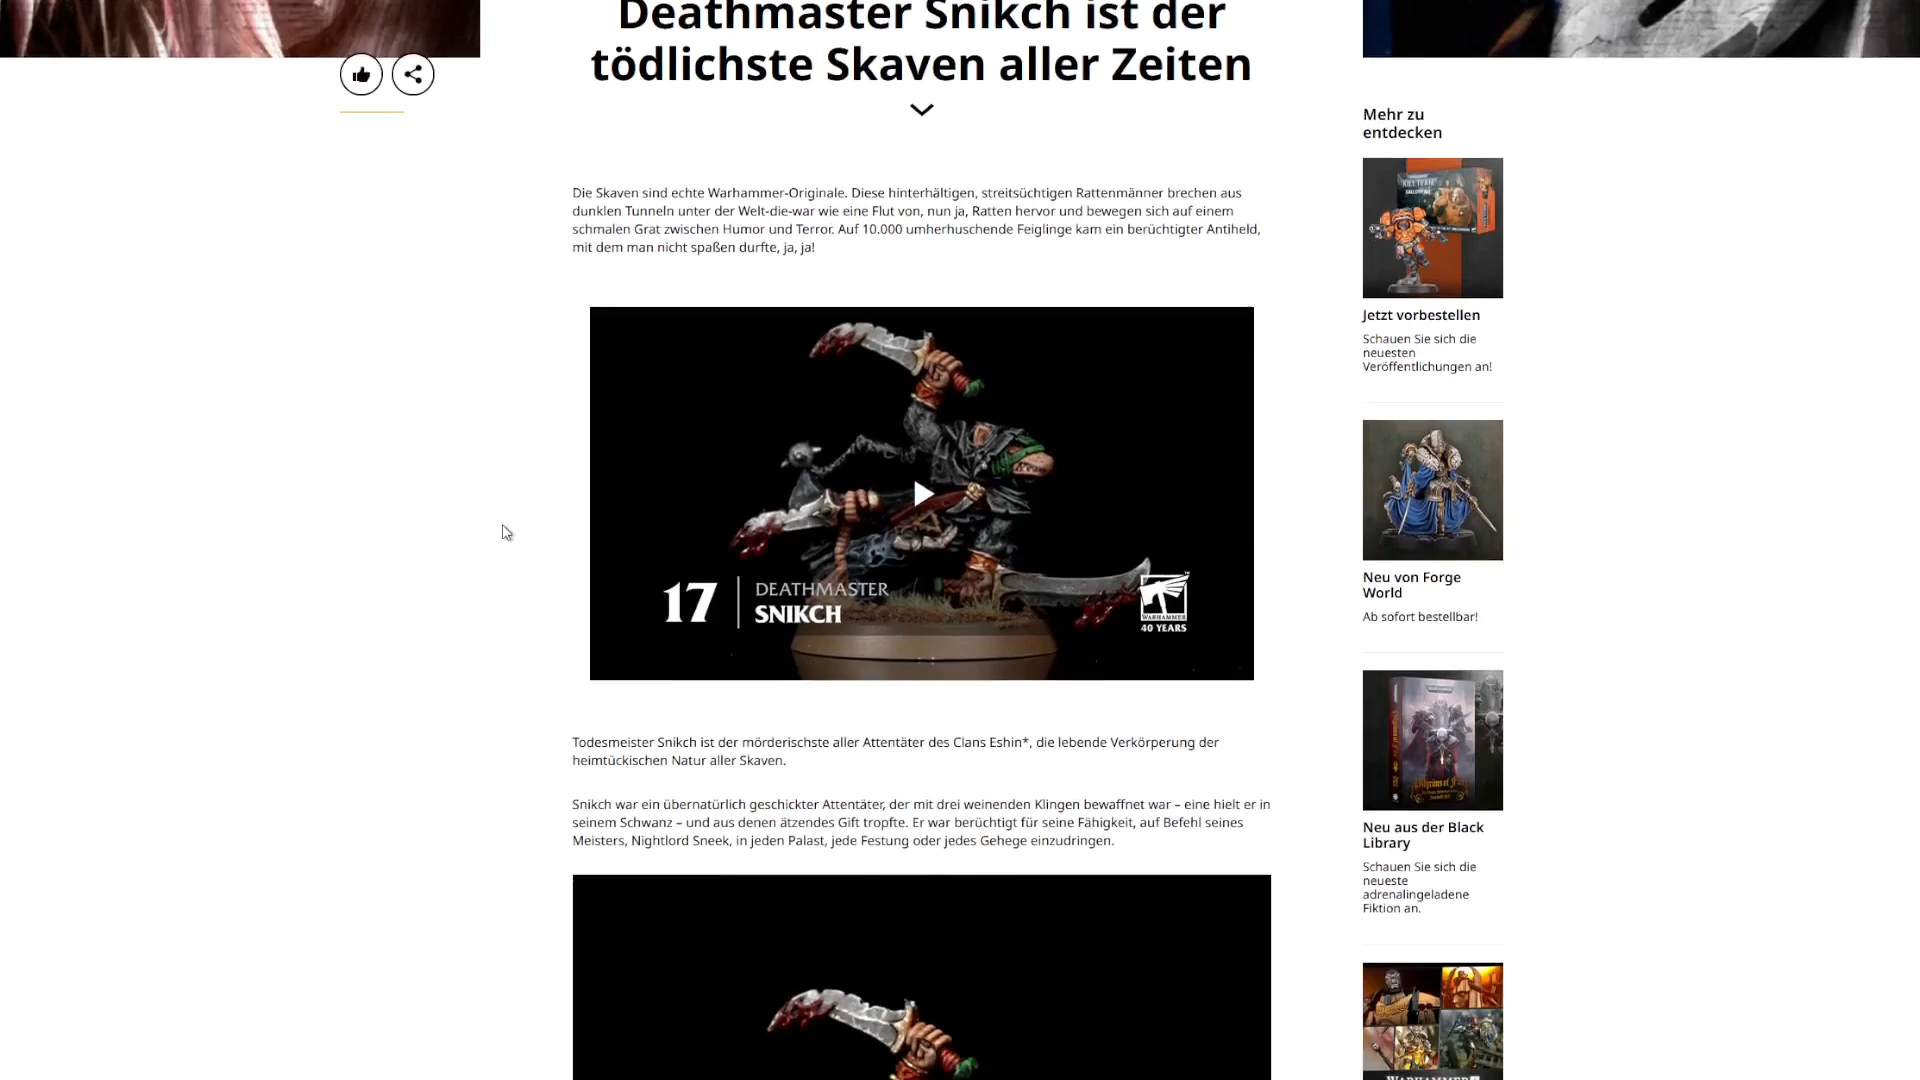 Deathmaster Snikch ist der
tödlichste Skaven aller Zeiten
Die Skaven sind echte Warhammer-Originale. Diese hinterhältigen, streitsüchtigen Rattenmänner brechen aus
dunklen Tunneln unter der Welt-die-war wie eine Flut von, nun ja, Ratten hervor und bewegen sich auf einem
schmalen Grat zwischen Humor und Terror. Auf 10.000 umherhuschende Feiglinge kam ein berüchtigter Antiheld,
mit dem man nicht spaßen durfte, ja, ja!
17
DEATHMASTER
SNIKCH
WARHAMMER
40 YEARS
Todesmeister Snikch ist der mörderischste aller Attentäter des Clans Eshin*, die lebende Verkörperung der
heimtückischen Natur aller Skaven.
Snikch war ein übernatürlich geschickter Attentäter, der mit drei weinenden Klingen bewaffnet war – eine hielt er in
seinem Schwanz – und aus denen ätzendes Gift tropfte. Er war berüchtigt für seine Fähigkeit, auf Befehl seines
Meisters, Nightlord Sneek, in jeden Palast, jede Festung oder jedes Gehege einzudringen.
Mehr zu
entdecken
KILL TEAM
Jetzt vorbestellen
Schauen Sie sich die
neuesten
Veröffentlichungen an!
Neu von Forge
World
Ab sofort bestellbar!
Neu aus der Black
Library
Schauen Sie sich die
neueste
adrenalingeladene
Fiktion an.